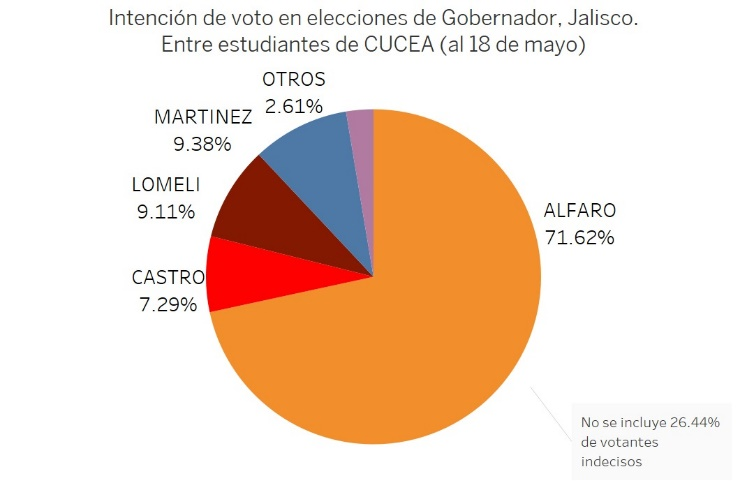 Intención de voto en elecciones de Gobernador, Jalisco.
Entre estudiantes de CUCEA (al 18 de mayo)
OTROS
2.61%
MARTINEZ
9.38%
LOMELI
9.11%
ALFARO
71.62%
CASTRO
7.29%
No se incluye 26.44%
de votantes
indecisos